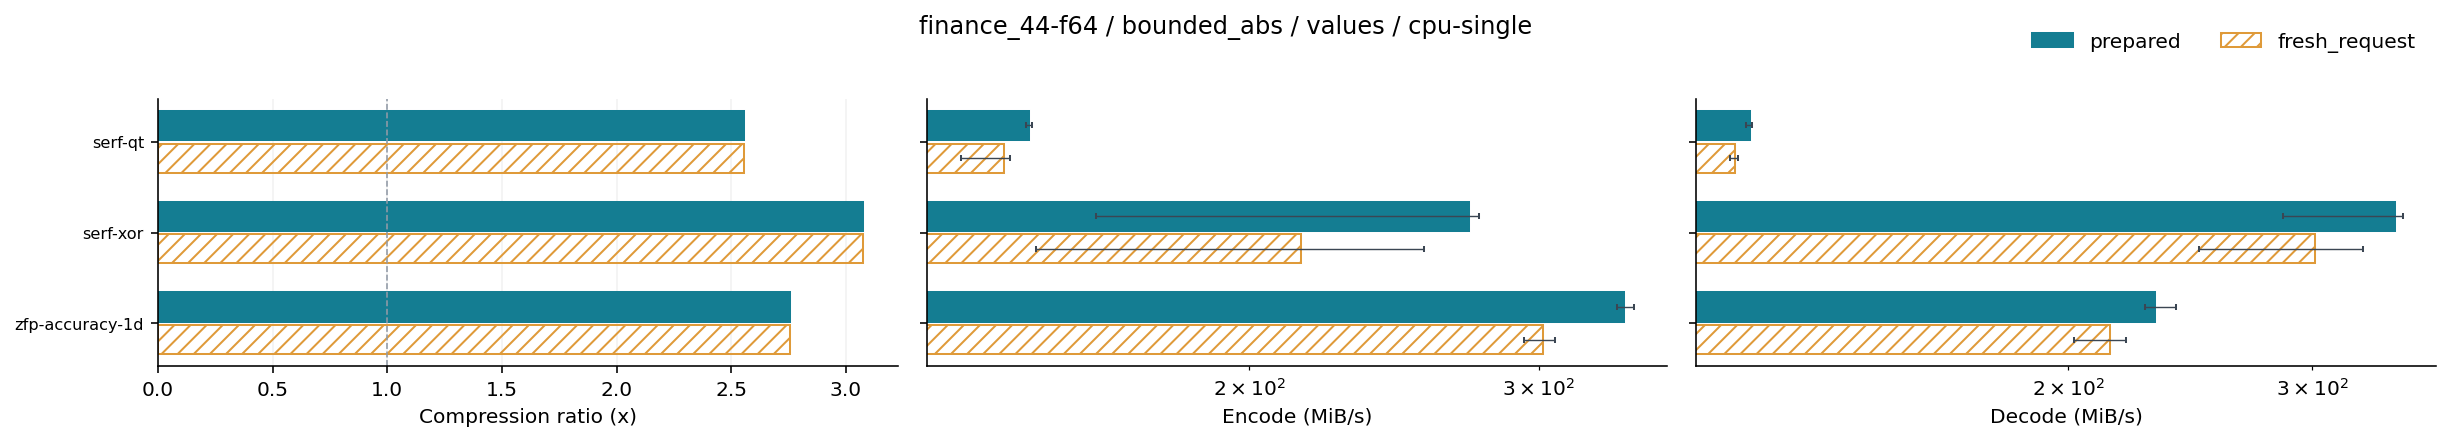 finance_44-f64 / bounded_abs / values / cpu-single
prepared
fresh_request
serf-qt
serf-xor
zfp-accuracy-1d
0.0 0.5 1.0 1.5 2.0 2.5 3.0
Compression ratio (x)
2 × 10² 3 × 10²
Encode (MiB/s)
2 × 10² 3 × 10²
Decode (MiB/s)